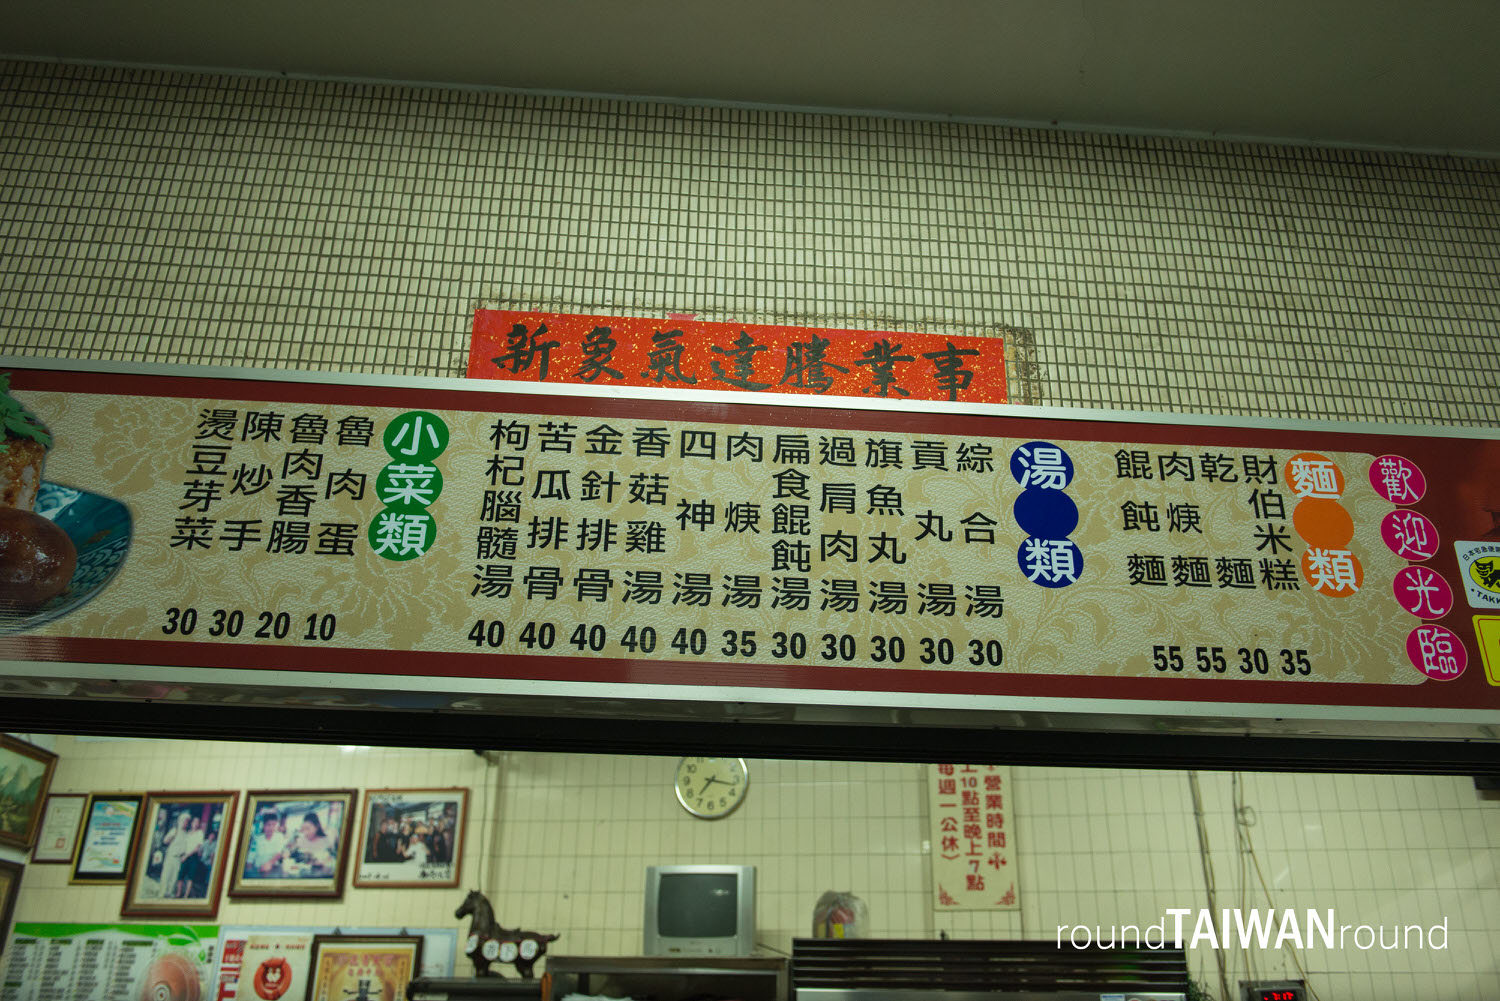 新象氣達騰業事
歡迎光臨
麵類
財伯米糕 35
乾麵 30
肉焿麵 55
餛飩麵 55
湯類
綜合湯 30
貢丸湯 30
旗魚丸湯 30
過肩肉湯 30
扁食餛飩湯 30
肉焿湯 35
四神湯 40
香菇雞湯 40
金針排骨 40
苦瓜排骨 40
枸杞腦髓湯 40
小菜類
魯肉蛋 10
魯肉香腸 20
陳炒手 30
燙豆芽菜 30
營業時間
上10點至晚上7點
每週一公休
roundTAIWANround